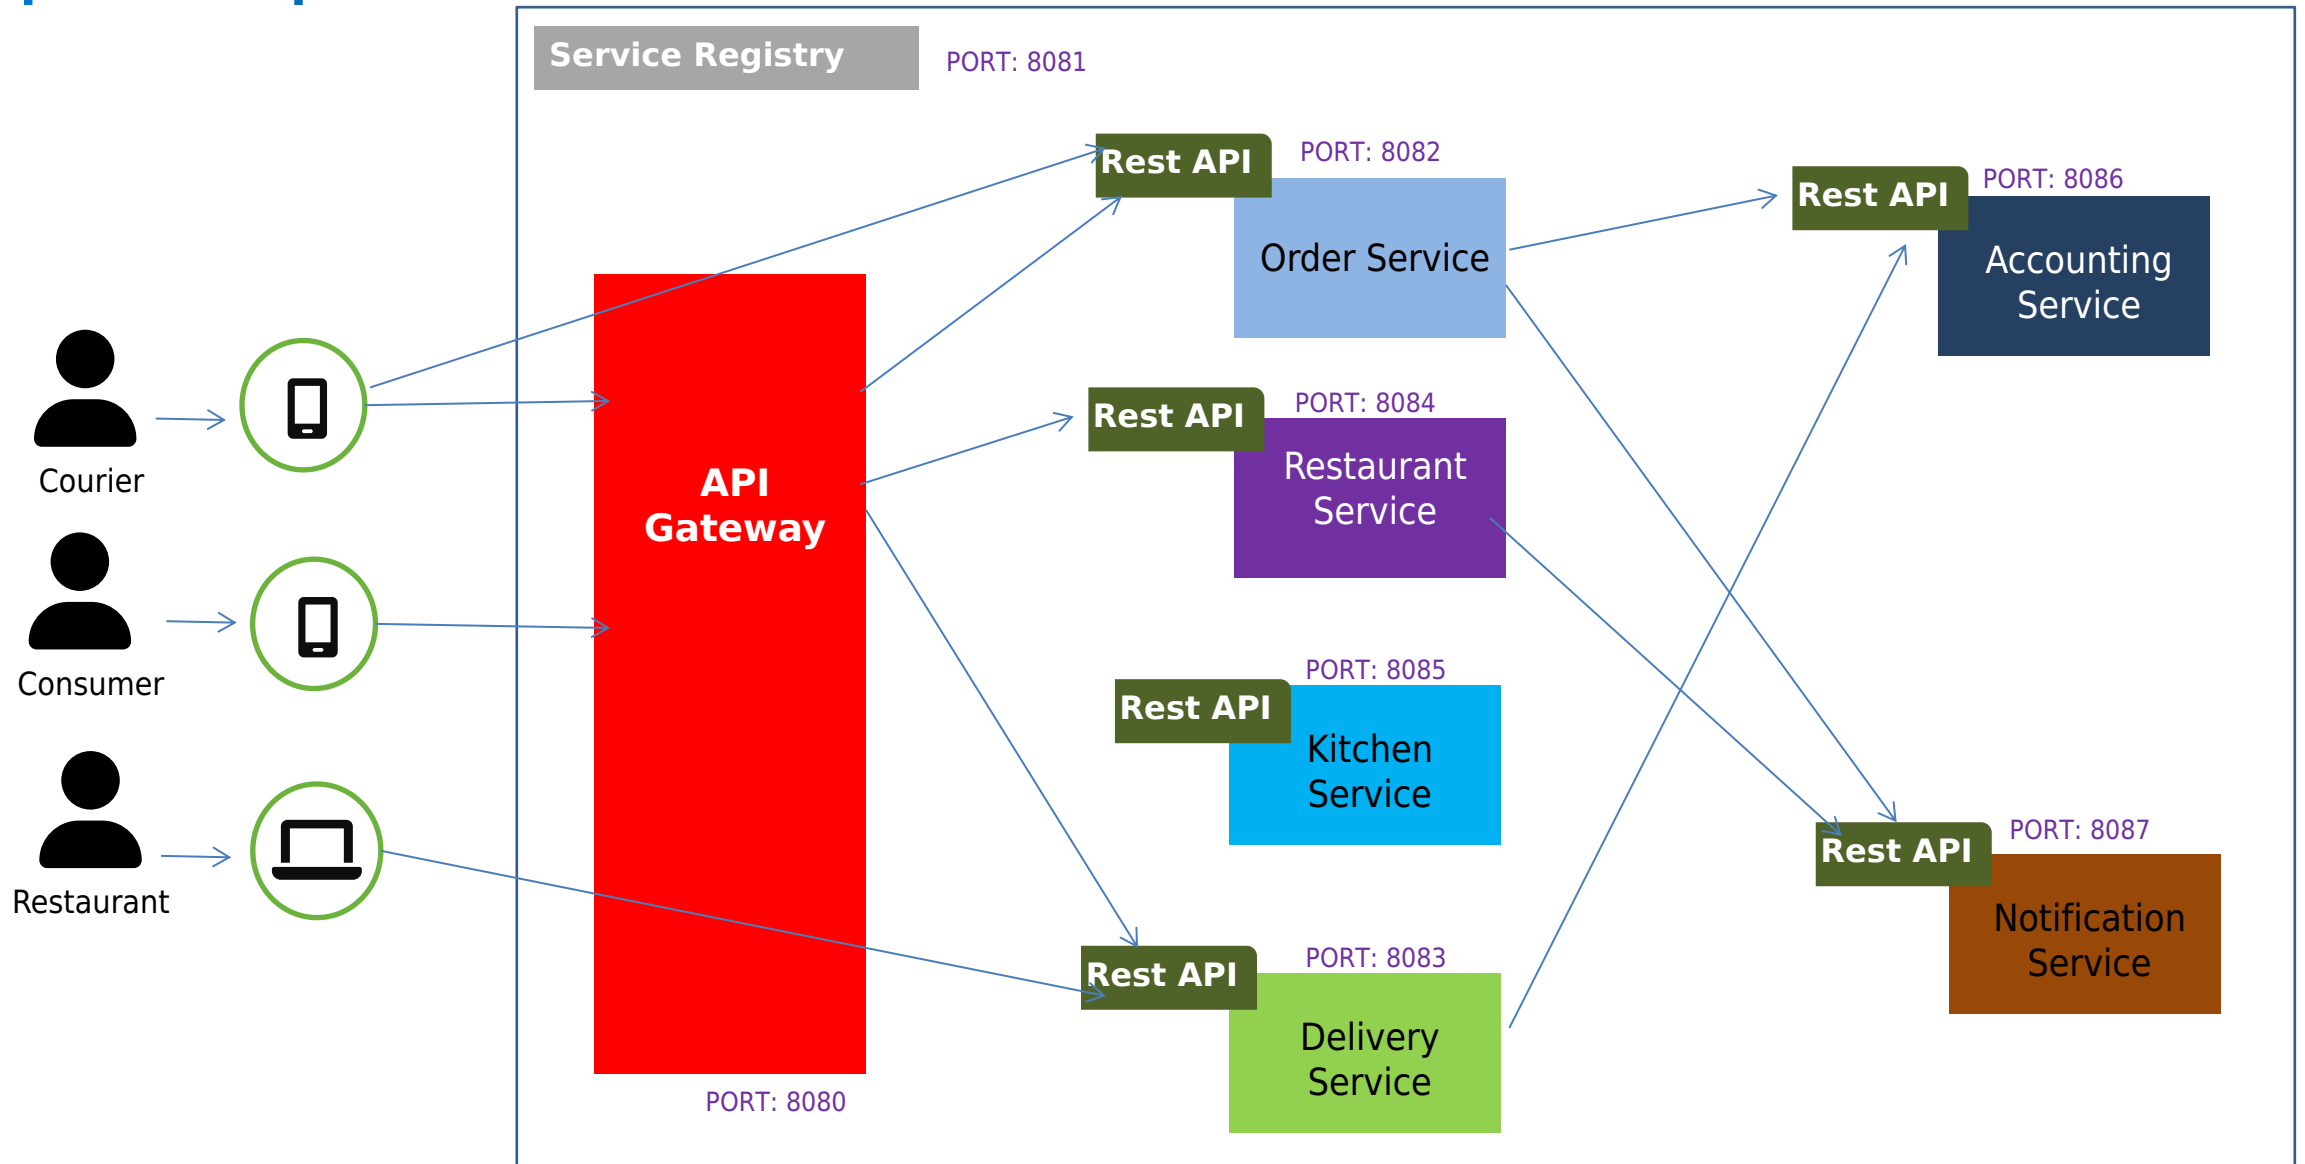 Service Registry
PORT: 8081
Rest API
PORT: 8082
Order Service
Rest API
PORT: 8086
Accounting
Service
Courier
API
Gateway
Rest API
PORT: 8084
Restaurant
Service
Consumer
Rest API
PORT: 8085
Kitchen
Service
Restaurant
Rest API
PORT: 8087
Notification
Service
Rest API
PORT: 8083
Delivery
Service
PORT: 8080